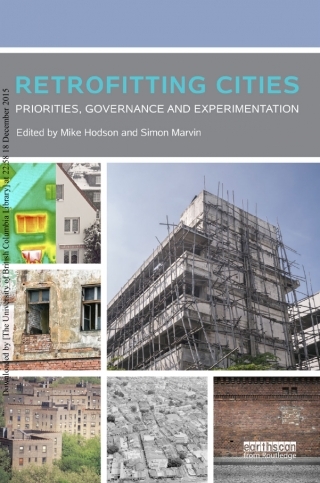 RETROFITTING CITIES
PRIORITIES, GOVERNANCE AND EXPERIMENTATION
Edited by Mike Hodson and Simon Marvin
Downloaded by [The University of British Columbia Library] at 22:58 18 December 2015
earthscan
from Routledge